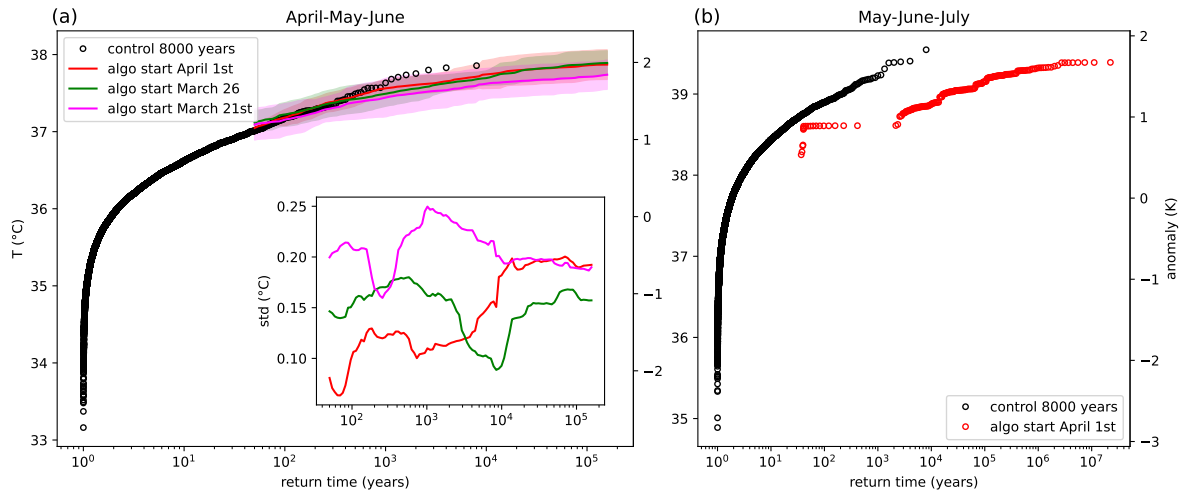 (a)
April-May-June
control 8000 years
algo start April 1st
algo start March 26
algo start March 21st
38
37
36
35
34
33
T (°C)
2
1
0
−1
−2
0.25
0.20
0.15
0.10
std (°C)
10² 10³ 10⁴ 10⁵
10⁰ 10¹ 10² 10³ 10⁴ 10⁵
return time (years)
(b)
May-June-July
39
38
37
36
35
2
1
0
−1
−2
−3
anomaly (K)
control 8000 years
algo start April 1st
10⁰ 10¹ 10² 10³ 10⁴ 10⁵ 10⁶ 10⁷
return time (years)